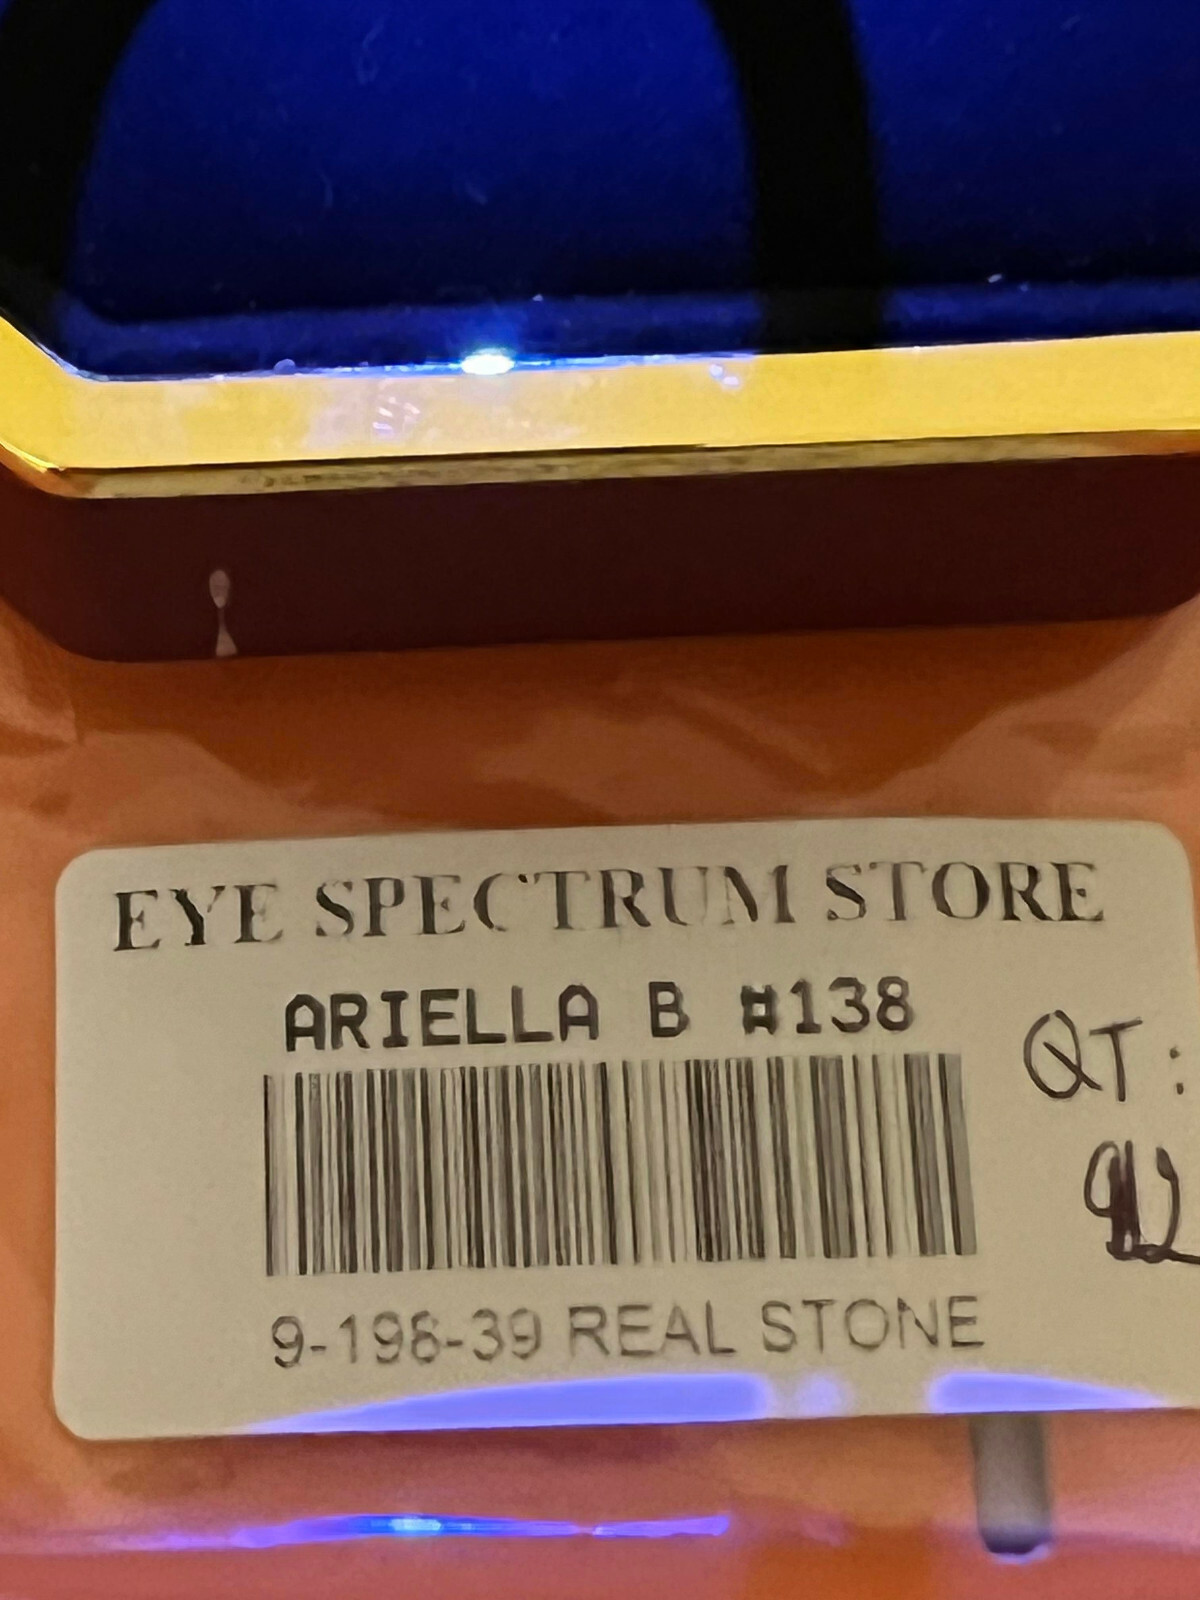 EYE SPECTRUM STORE
ARIELLA B #138
QT:
9-198-39 REAL STONE